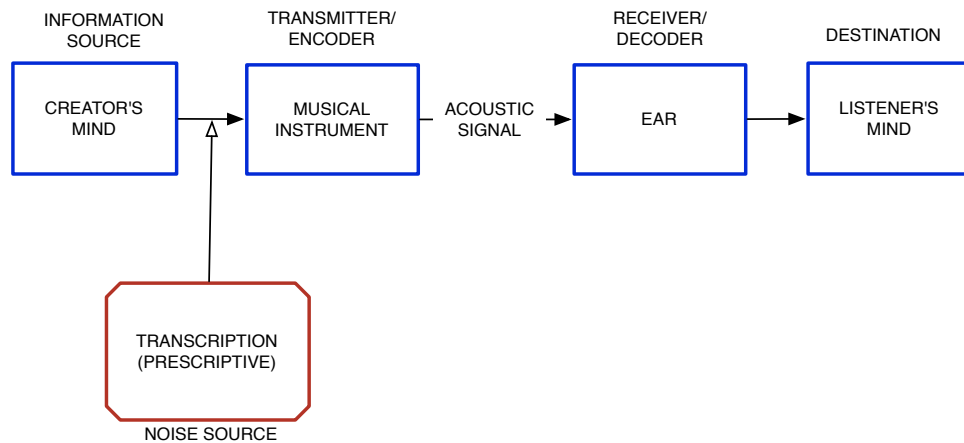 INFORMATION
SOURCE
TRANSMITTER/
ENCODER
RECEIVER/
DECODER
DESTINATION
CREATOR'S
MIND
MUSICAL
INSTRUMENT
ACOUSTIC
SIGNAL
EAR
LISTENER'S
MIND
TRANSCRIPTION
(PRESCRIPTIVE)
NOISE SOURCE